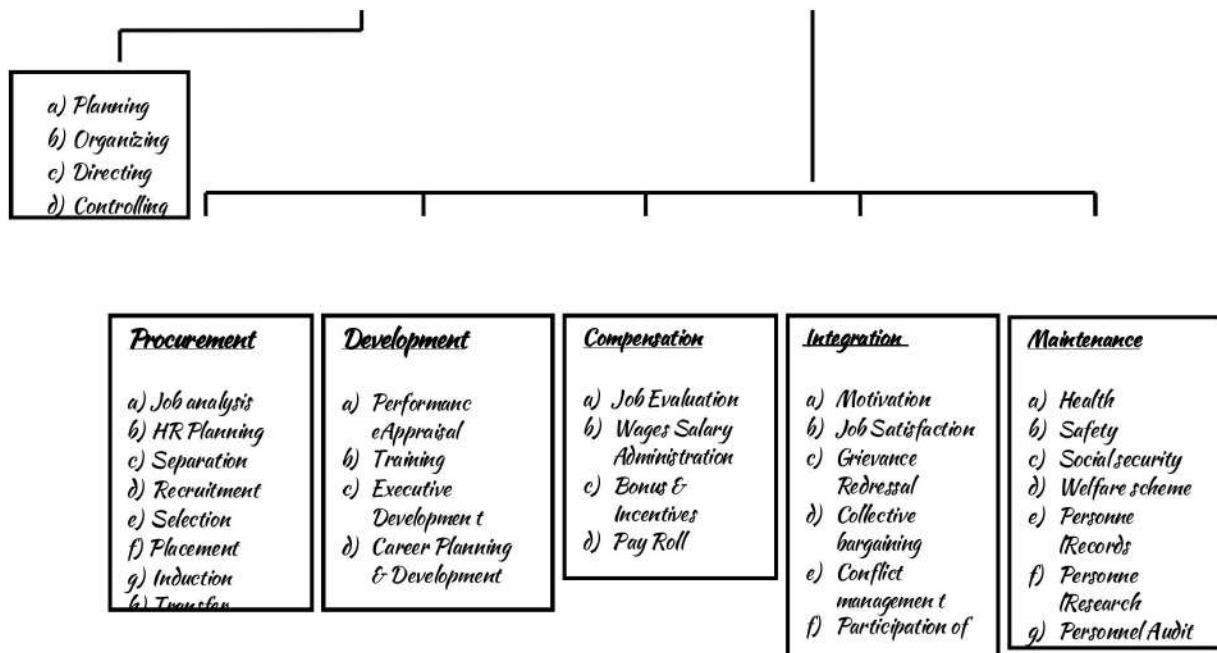 a) Planning
b) Organizing
c) Directing
d) Controlling
Procurement
a) Job analysis
b) HR Planning
c) Separation
d) Recruitment
e) Selection
f) Placement
g) Induction
h) Transfer
Development
a) Performanc
eAppraisal
b) Training
c) Executive
Developmen t
d) Career Planning
& Development
Compensation
a) Job Evaluation
b) Wages Salary
Administration
c) Bonus &
Incentives
d) Pay Roll
Integration
a) Motivation
b) Job Satisfaction
c) Grievance
Redressal
d) Collective
bargaining
e) Conflict
managemen t
f) Participation of
Maintenance
a) Health
b) Safety
c) Social security
d) Welfare scheme
e) Personne
lRecords
f) Personne
lResearch
g) Personnel Audit